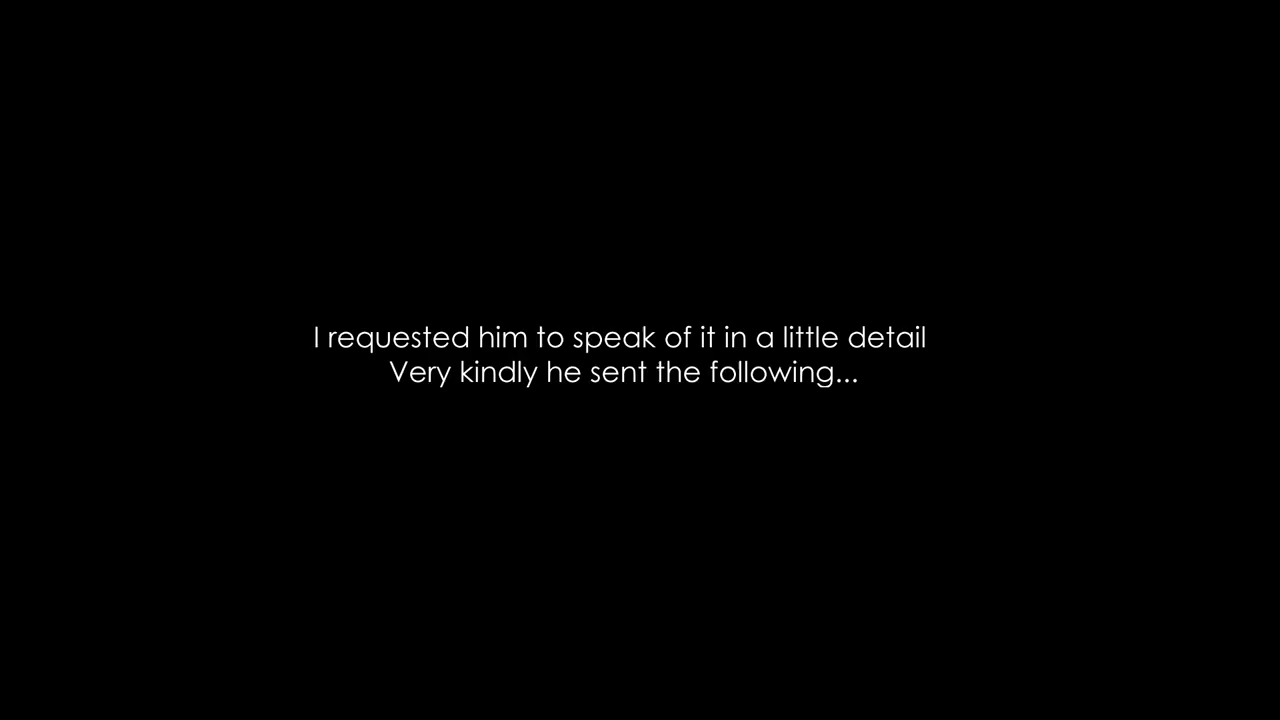 I requested him to speak of it in a little detail
Very kindly he sent the following...